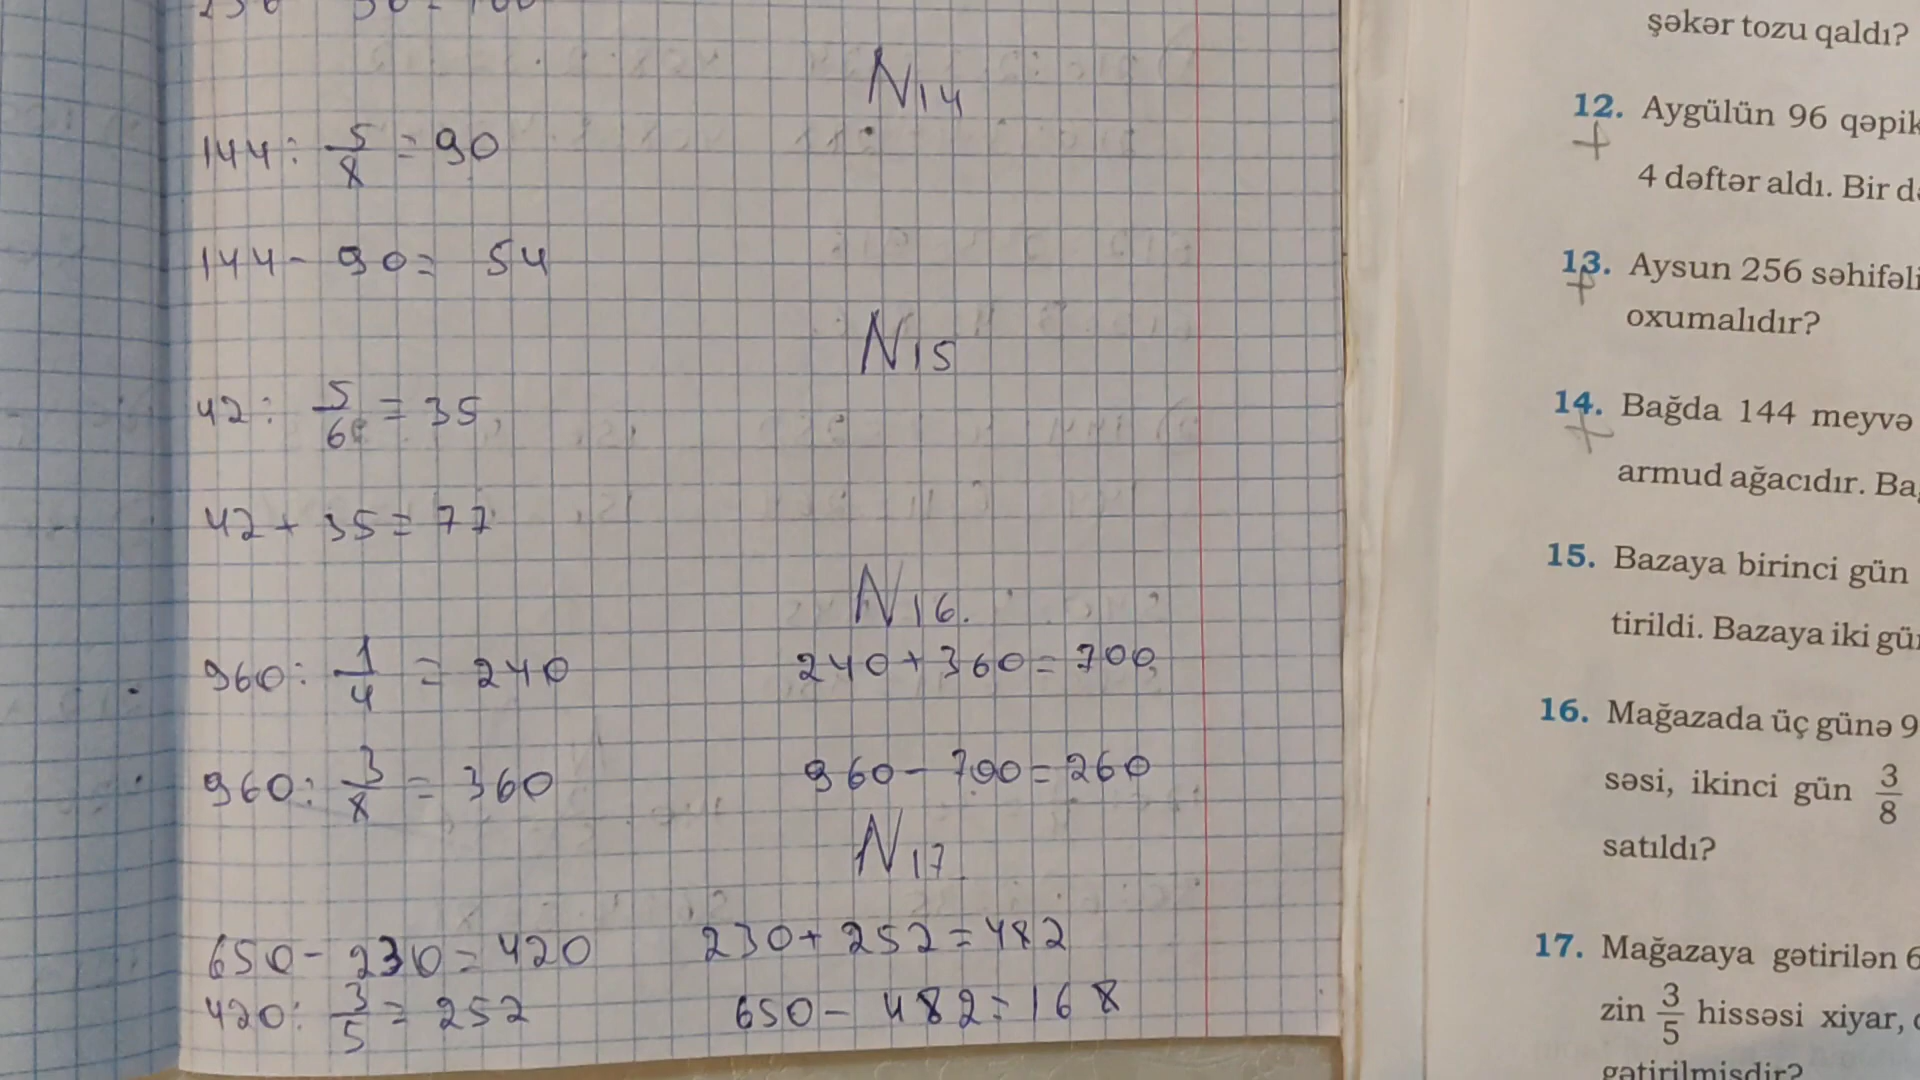 N14
144 : 5/8 = 90
144 - 90 = 54
N15
42 : 5/6 = 35
42 + 35 = 77
N16.
960 : 1/4 = 240
240 + 360 = 700
960 : 3/8 = 360
960 - 700 = 260
N17
650 - 230 = 420
230 + 252 = 482
420 : 3/5 = 252
650 - 482 = 168
şəkər tozu qaldı?
12. Aygülün 96 qəpik
4 dəftər aldı. Bir
13. Aysun 256 səhifəli
oxumalıdır?
14. Bağda 144 meyvə
armud ağacıdır.
15. Bazaya birinci gün
tirildi. Bazaya iki
16. Mağazada üç günə 9
səsi, ikinci gün 3/8
satıldı?
17. Mağazaya gətirilən 6
zin 3/5 hissəsi xiyar,
gətirilmişdir?